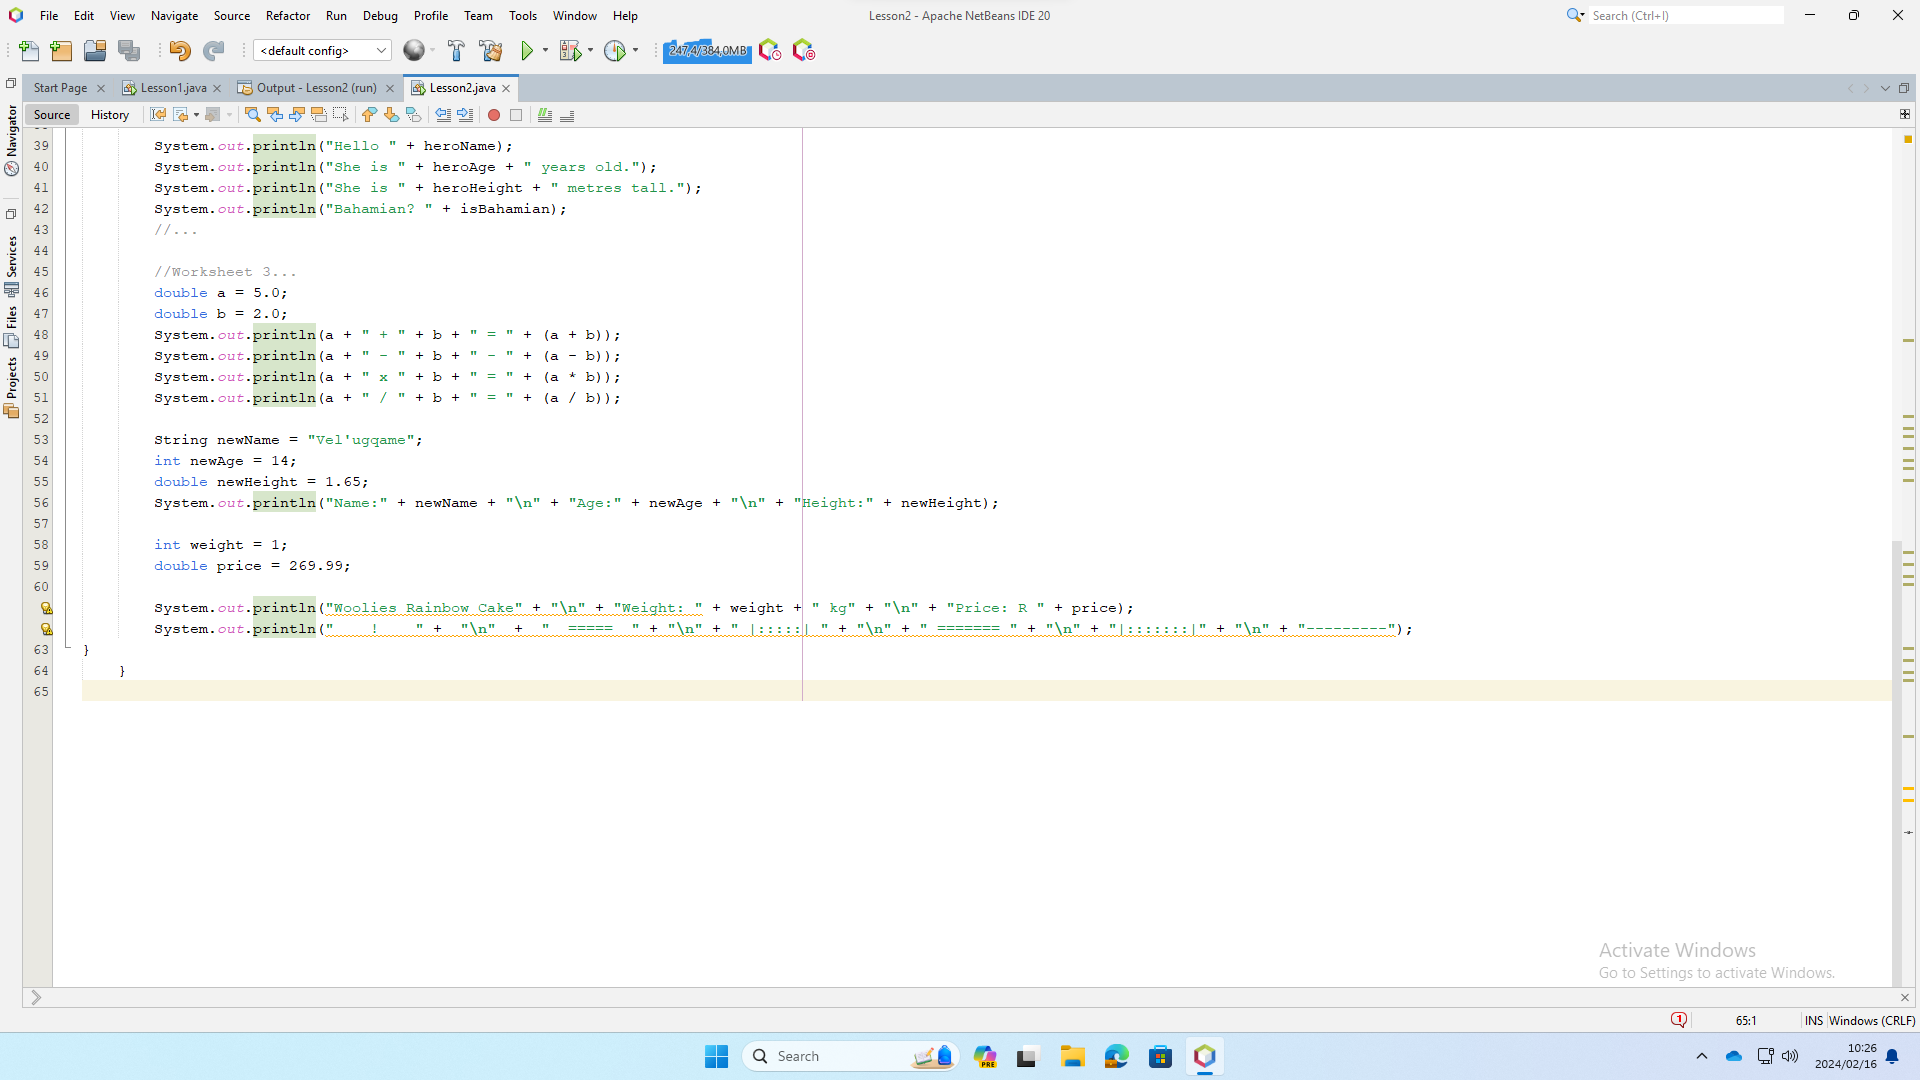 File Edit View Navigate Source Refactor Run Debug Profile Team Tools Window Help
Lesson2 - Apache NetBeans IDE 20
Search (Ctrl+I)
<default config>
247,4/384,0MB
Start Page
Lesson1.java
Output - Lesson2 (run)
Lesson2.java
Source History
Navigator
Services
Files
Projects
39 System.out.println("Hello " + heroName);
40 System.out.println("She is " + heroAge + " years old.");
41 System.out.println("She is " + heroHeight + " metres tall.");
42 System.out.println("Bahamian? " + isBahamian);
43 //...
44
45 //Worksheet 3...
46 double a = 5.0;
47 double b = 2.0;
48 System.out.println(a + " + " + b + " = " + (a + b));
49 System.out.println(a + " - " + b + " - " + (a - b));
50 System.out.println(a + " x " + b + " = " + (a * b));
51 System.out.println(a + " / " + b + " = " + (a / b));
52
53 String newName = "Vel'ugqame";
54 int newAge = 14;
55 double newHeight = 1.65;
56 System.out.println("Name:" + newName + "\n" + "Age:" + newAge + "\n" + "Height:" + newHeight);
57
58 int weight = 1;
59 double price = 269.99;
60
System.out.println("Woolies Rainbow Cake" + "\n" + "Weight: " + weight + " kg" + "\n" + "Price: R " + price);
System.out.println("    !    " +  "\n"  +  "  =====  " + "\n" + " |:::::| " + "\n" + " ======= " + "\n" + "|:::::::|" + "\n" + "---------");
63 }
64 }
65
Activate Windows
Go to Settings to activate Windows.
1
65:1
INS
Windows (CRLF)
Search
PRE
10:26
2024/02/16